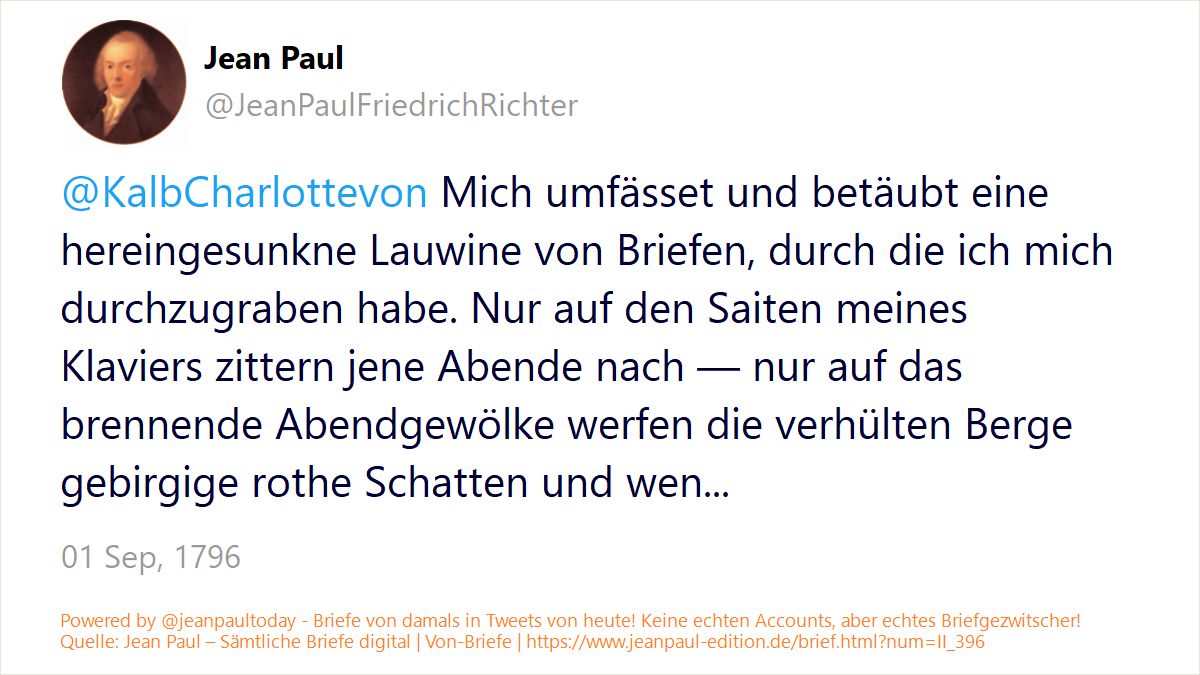 Jean Paul
@JeanPaulFriedrichRichter
@KalbCharlottevon Mich umfässet und betäubt eine
hereingesunkne Lauwine von Briefen, durch die ich mich
durchzugraben habe. Nur auf den Saiten meines
Klaviers zittern jene Abende nach — nur auf das
brennende Abendgewölke werfen die verhülten Berge
gebirgige rothe Schatten und wen...
01 Sep, 1796
Powered by @jeanpaultoday - Briefe von damals in Tweets von heute! Keine echten Accounts, aber echtes Briefgezwitscher!
Quelle: Jean Paul – Sämtliche Briefe digital | Von-Briefe | https://www.jeanpaul-edition.de/brief.html?num=II_396